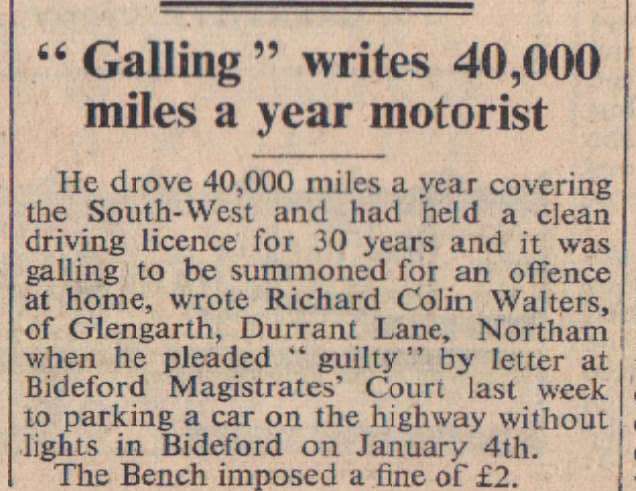 “ Galling ” writes 40,000
miles a year motorist
He drove 40,000 miles a year covering
the South-West and had held a clean
driving licence for 30 years and it was
galling to be summoned for an offence
at home, wrote Richard Colin Walters,
of Glengarth, Durrant Lane, Northam
when he pleaded “ guilty ” by letter at
Bideford Magistrates’ Court last week
to parking a car on the highway without
lights in Bideford on January 4th.
The Bench imposed a fine of £2.